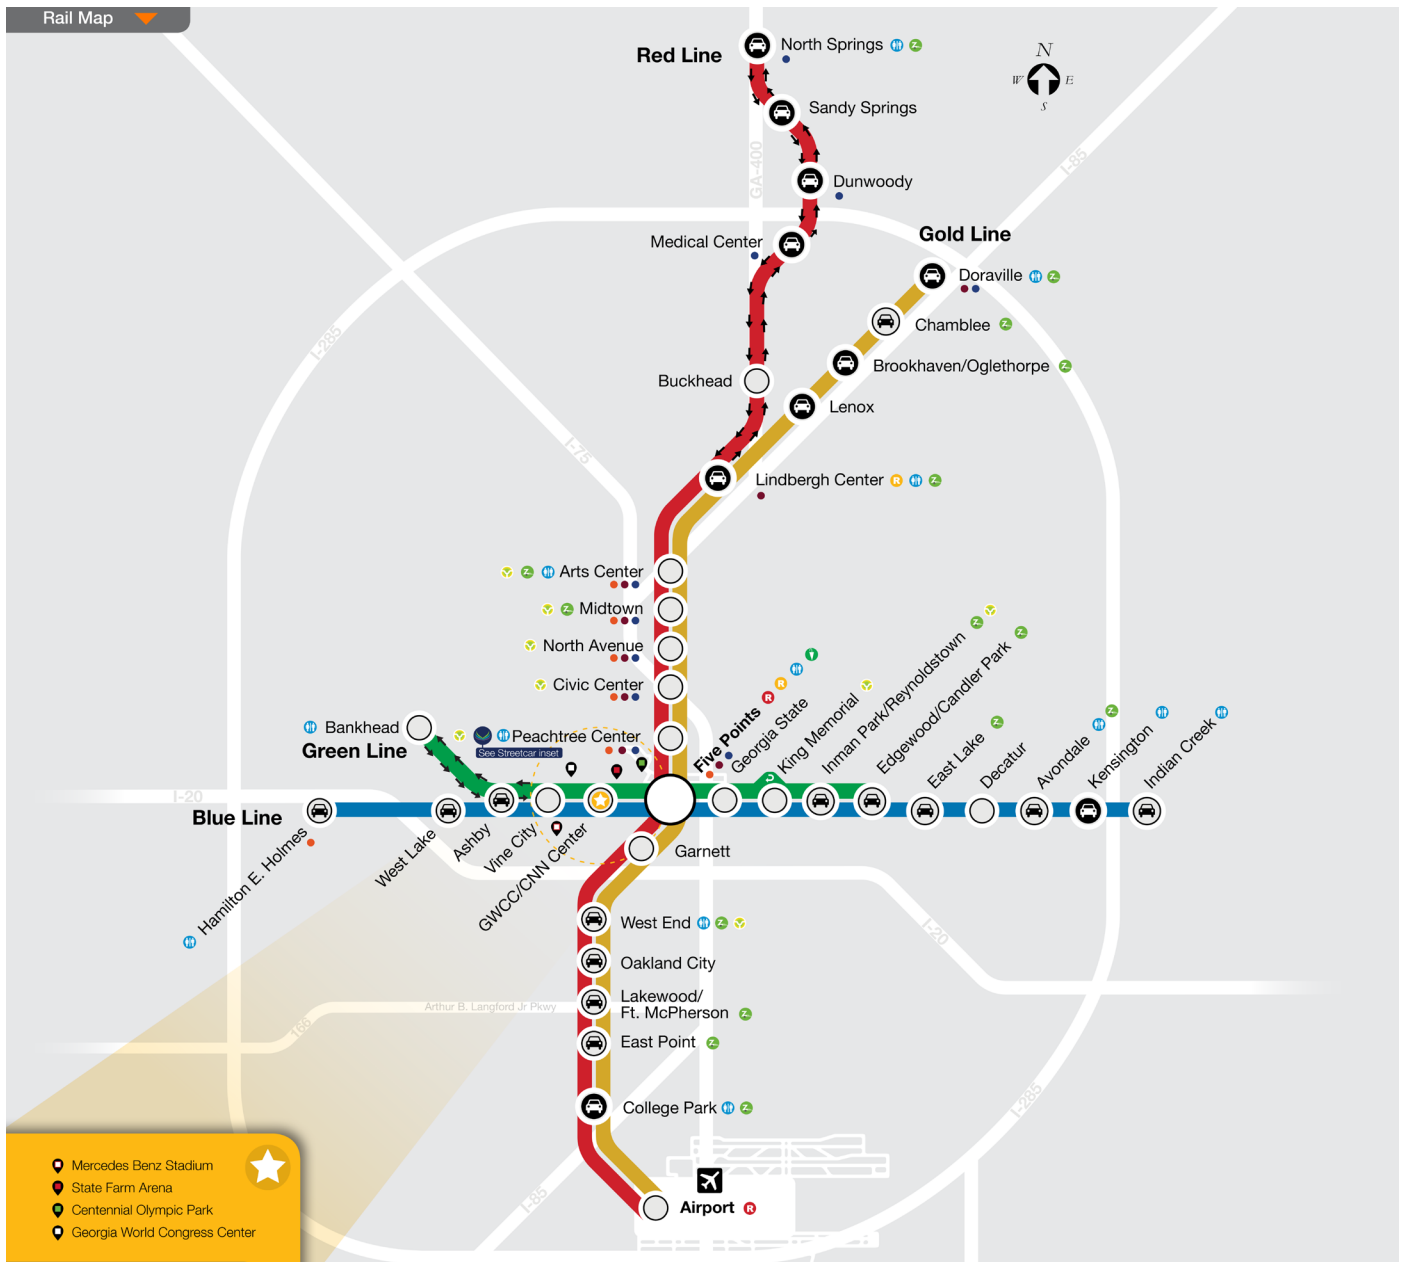 Rail Map
Red Line
North Springs
N
W
E
S
Sandy Springs
GA-400
I-85
Dunwoody
Medical Center
Gold Line
Doraville
I-285
Chamblee
Brookhaven/Oglethorpe
Buckhead
Lenox
I-75
Lindbergh Center
R
Arts Center
Midtown
North Avenue
Civic Center
Bankhead
Green Line
Peachtree Center
See Streetcar inset
R
R
Five Points
Georgia State
King Memorial
Inman Park/Reynoldstown
Edgewood/Candler Park
East Lake
Decatur
Avondale
Kensington
Indian Creek
I-20
Blue Line
Hamilton E. Holmes
West Lake
Ashby
Vine City
GWCC/CNN Center
Garnett
West End
I-20
Oakland City
Lakewood/
Ft. McPherson
Arthur B. Langford Jr Pkwy
166
East Point
College Park
I-285
I-85
Airport
R
Mercedes Benz Stadium
State Farm Arena
Centennial Olympic Park
Georgia World Congress Center